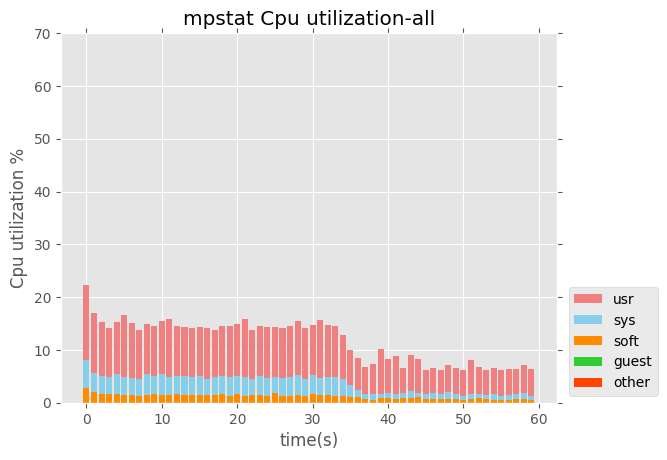 mpstat Cpu utilization-all
70
60
50
40
30
20
10
0
Cpu utilization %
0
10
20
30
40
50
60
time(s)
usr
sys
soft
guest
other